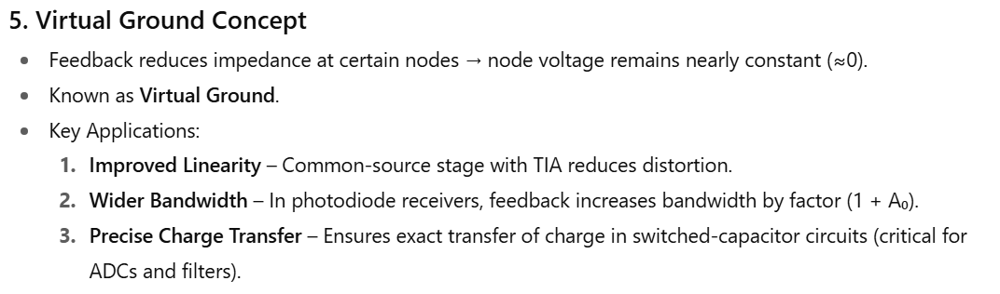 5. Virtual Ground Concept
• Feedback reduces impedance at certain nodes → node voltage remains nearly constant (≈0).
• Known as Virtual Ground.
• Key Applications:
1. Improved Linearity – Common-source stage with TIA reduces distortion.
2. Wider Bandwidth – In photodiode receivers, feedback increases bandwidth by factor (1 + A₀).
3. Precise Charge Transfer – Ensures exact transfer of charge in switched-capacitor circuits (critical for
ADCs and filters).